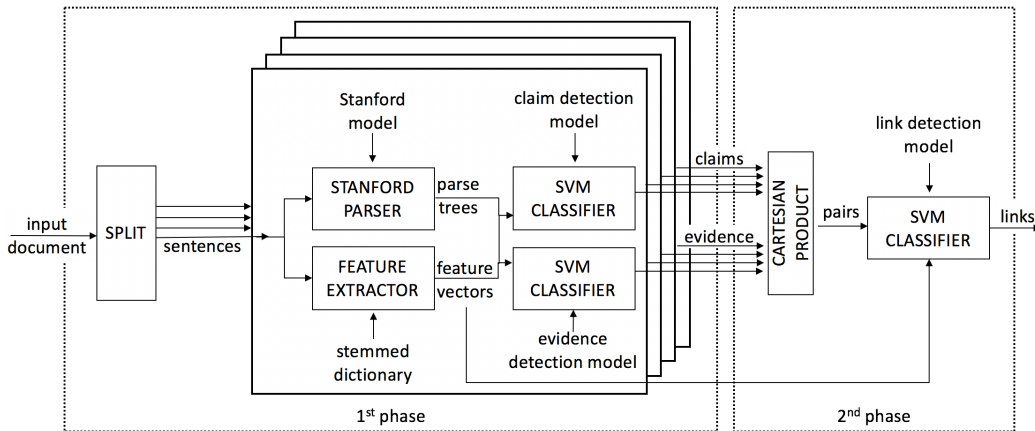 input
document
SPLIT
sentences
Stanford
model
STANFORD
PARSER
parse
trees
FEATURE
EXTRACTOR
feature
vectors
stemmed
dictionary
claim detection
model
SVM
CLASSIFIER
SVM
CLASSIFIER
evidence
detection model
claims
evidence
1st phase
CARTESIAN
PRODUCT
pairs
link detection
model
SVM
CLASSIFIER
links
2nd phase